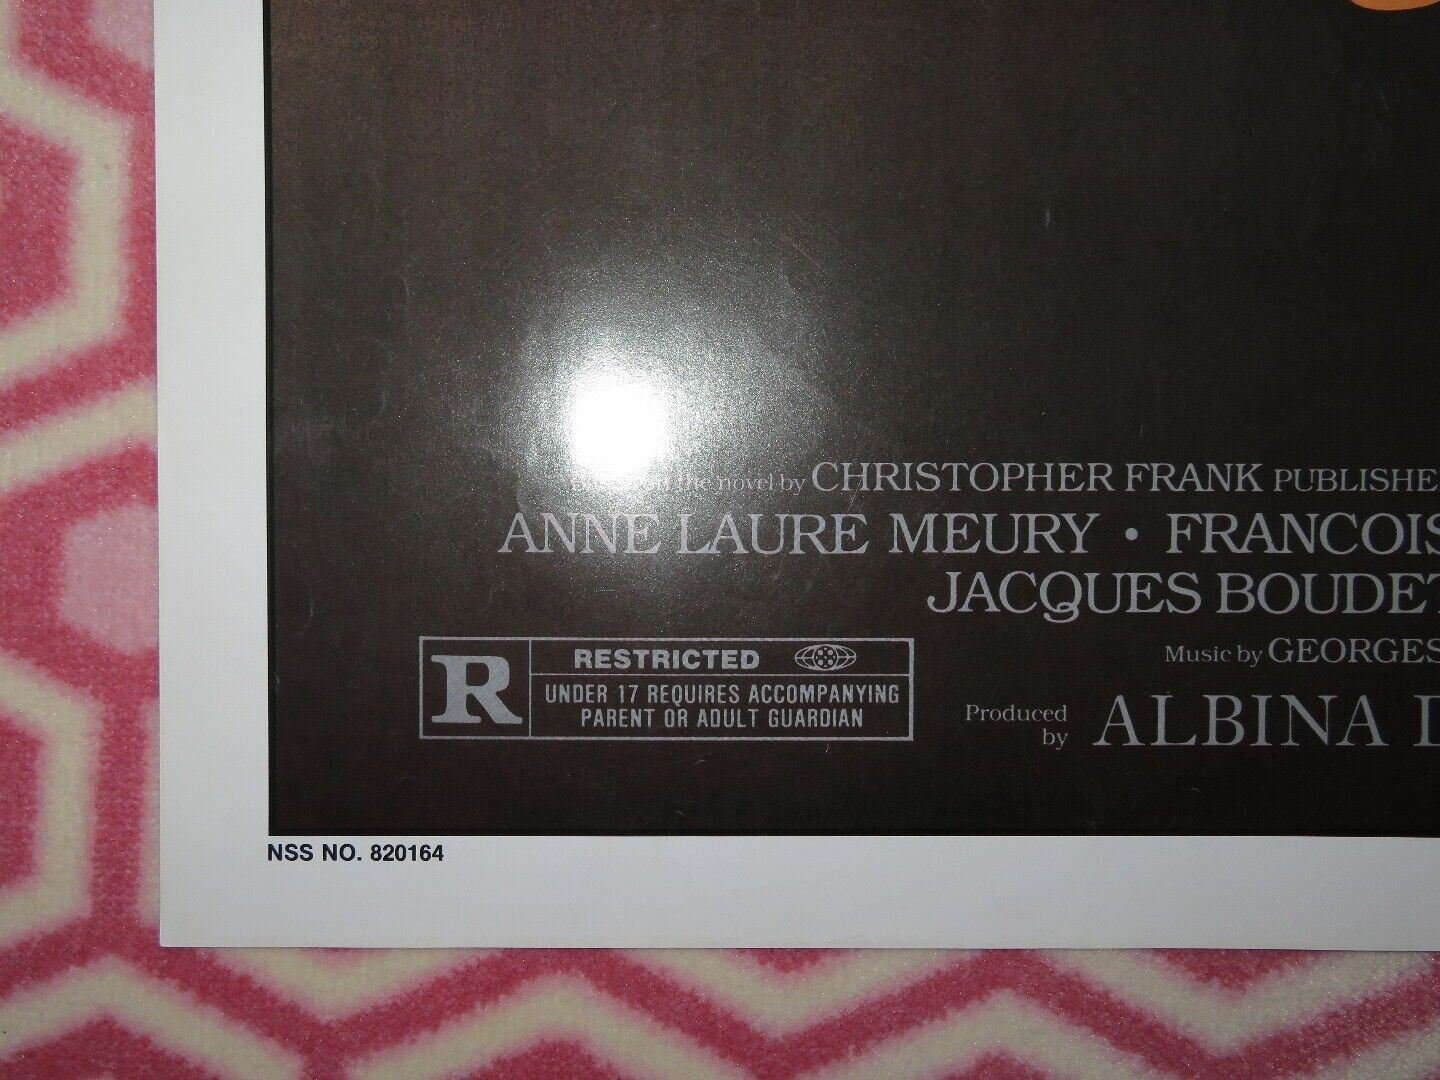 the novel by CHRISTOPHER FRANK PUBLISHE
ANNE LAURE MEURY • FRANCOIS
JACQUES BOUDET
Music by GEORGES
R RESTRICTED
UNDER 17 REQUIRES ACCOMPANYING
PARENT OR ADULT GUARDIAN
Produced
by ALBINA D
NSS NO. 820164